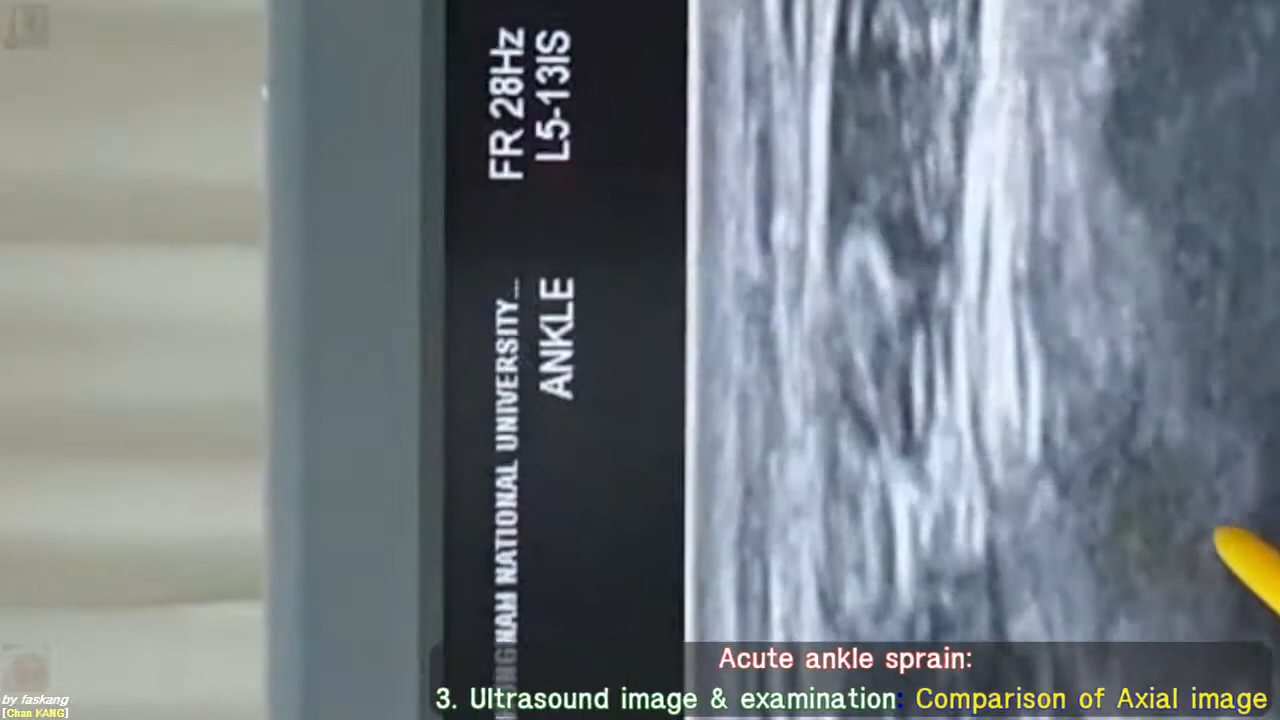 FR 28Hz
L5-13IS
NAM NATIONAL UNIVERSITY...
ANKLE
Acute ankle sprain:
3. Ultrasound image & examination: Comparison of Axial image
by faskang
[Chan KANG]